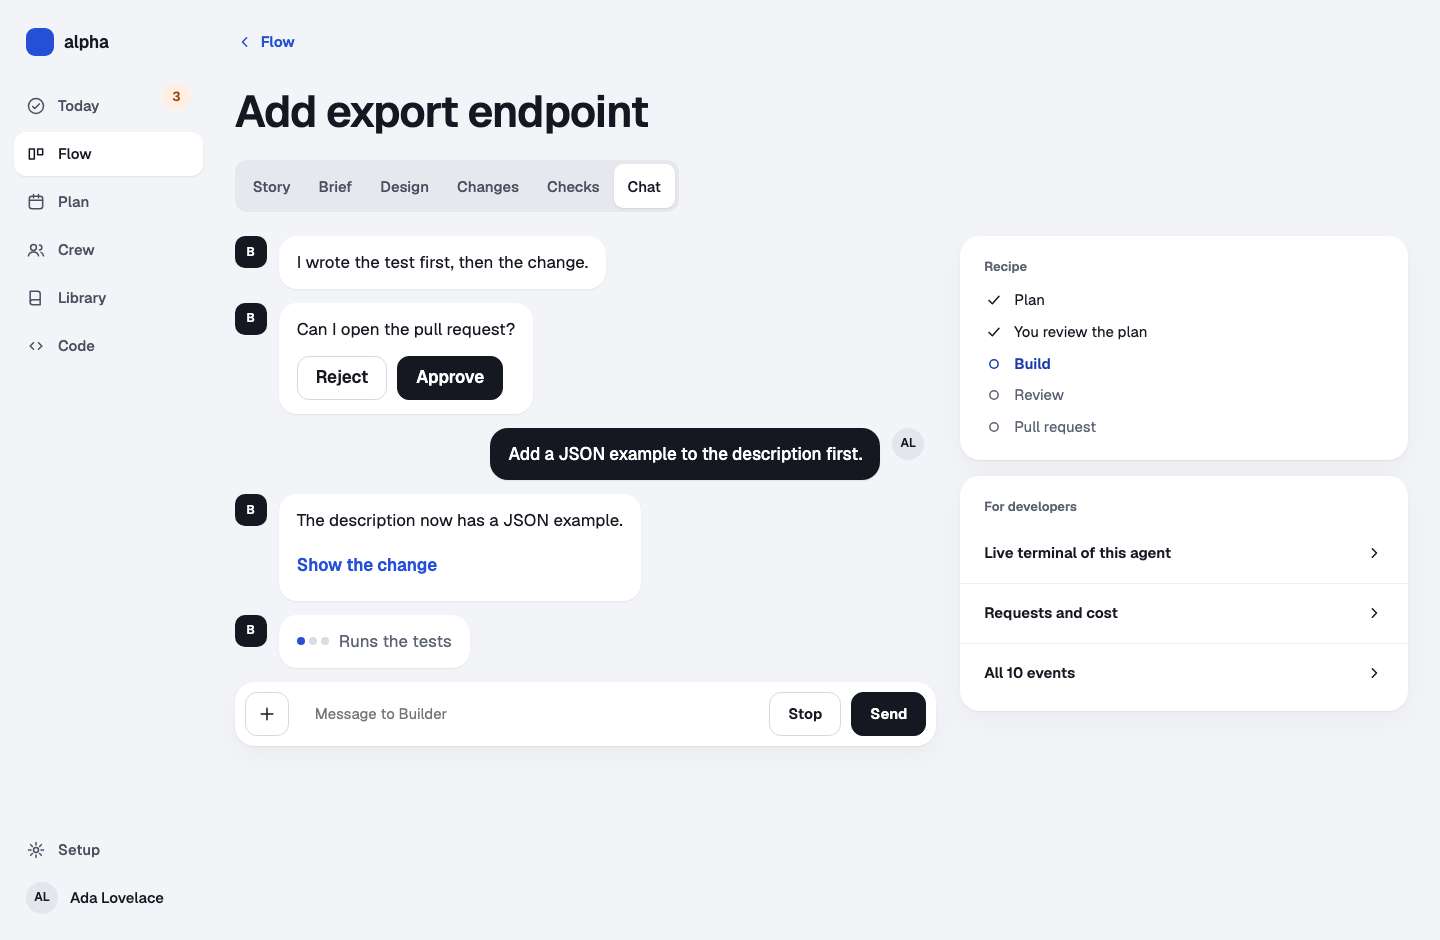 alpha
Today
3
Flow
Plan
Crew
Library
Code
Setup
AL
Ada Lovelace
Flow
Add export endpoint
Story
Brief
Design
Changes
Checks
Chat
B
I wrote the test first, then the change.
B
Can I open the pull request?
Reject
Approve
Add a JSON example to the description first.
AL
B
The description now has a JSON example.
Show the change
B
Runs the tests
Message to Builder
Stop
Send
Recipe
Plan
You review the plan
Build
Review
Pull request
For developers
Live terminal of this agent
Requests and cost
All 10 events